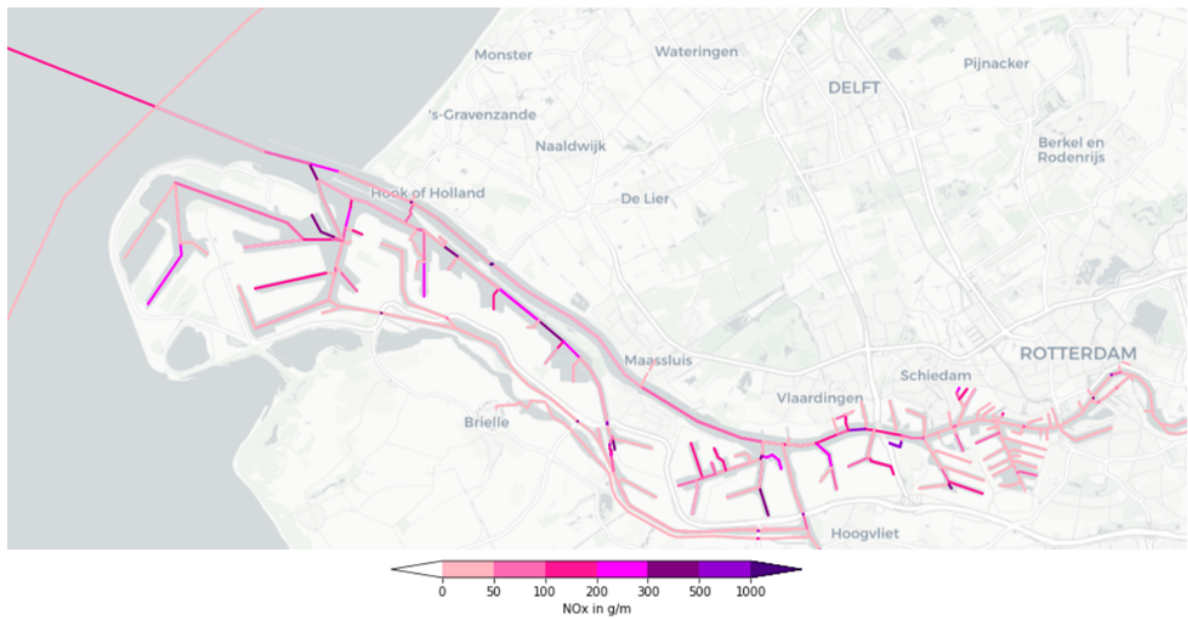 Monster
Wateringen
Pijnacker
DELFT
's-Gravenzande
Naaldwijk
Berkel en
Rodenrijs
Hoek of Holland
De Lier
Maassluis
ROTTERDAM
Schiedam
Vlaardingen
Brielle
Hoogvliet
0 50 100 200 300 500 1000
NOx in g/m